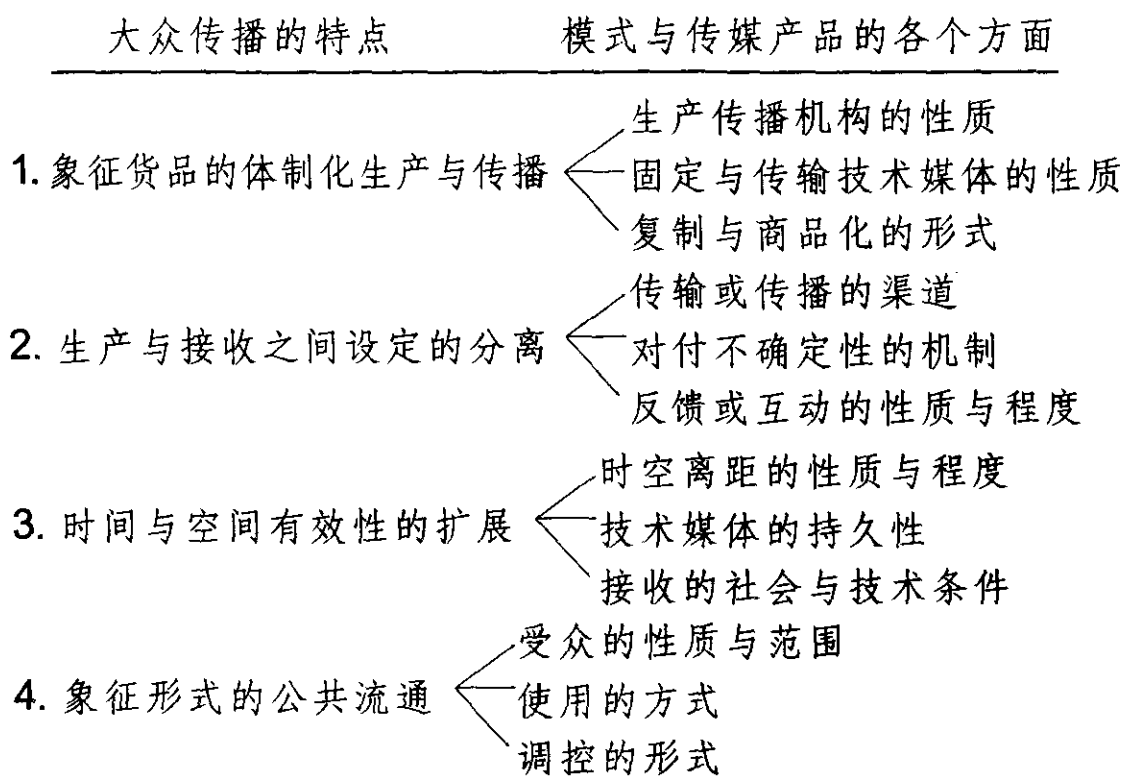 大众传播的特点 模式与传媒产品的各个方面
生产传播机构的性质
1. 象征货品的体制化生产与传播 固定与传输技术媒体的性质
复制与商品化的形式
传输或传播的渠道
2. 生产与接收之间设定的分离 对付不确定性的机制
反馈或互动的性质与程度
时空离距的性质与程度
3. 时间与空间有效性的扩展 技术媒体的持久性
接收的社会与技术条件
受众的性质与范围
4. 象征形式的公共流通 使用的方式
调控的形式